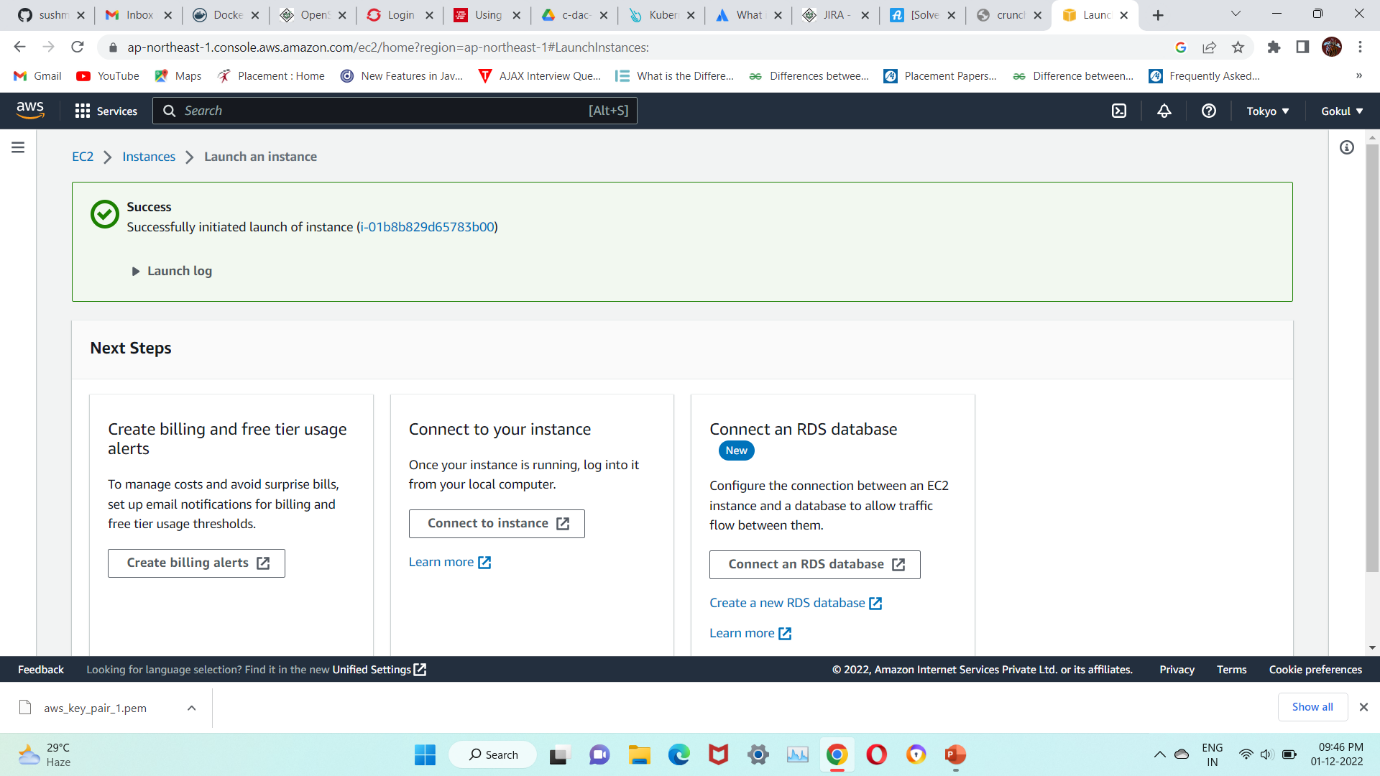 sushm
Inbox
Docke
OpenS
Login
Using
c-dac-
Kuber
What
JIRA -
[Solve
crunch
Launc
ap-northeast-1.console.aws.amazon.com/ec2/home?region=ap-northeast-1#LaunchInstances:
Gmail
YouTube
Maps
Placement : Home
New Features in Jav...
AJAX Interview Que...
What is the Differe...
Differences betwee...
Placement Papers...
Difference between...
Frequently Asked...
»
aws
Services
Search
[Alt+S]
Tokyo
Gokul
EC2
Instances
Launch an instance
Success
Successfully initiated launch of instance (i-01b8b829d65783b00)
Launch log
Next Steps
Create billing and free tier usage
alerts
To manage costs and avoid surprise bills,
set up email notifications for billing and
free tier usage thresholds.
Create billing alerts
Connect to your instance
Once your instance is running, log into it
from your local computer.
Connect to instance
Learn more
Connect an RDS database
New
Configure the connection between an EC2
instance and a database to allow traffic
flow between them.
Connect an RDS database
Create a new RDS database
Learn more
Feedback
Looking for language selection? Find it in the new Unified Settings
© 2022, Amazon Internet Services Private Ltd. or its affiliates.
Privacy
Terms
Cookie preferences
aws_key_pair_1.pem
Show all
29°C
Haze
Search
ENG
IN
09:46 PM
01-12-2022